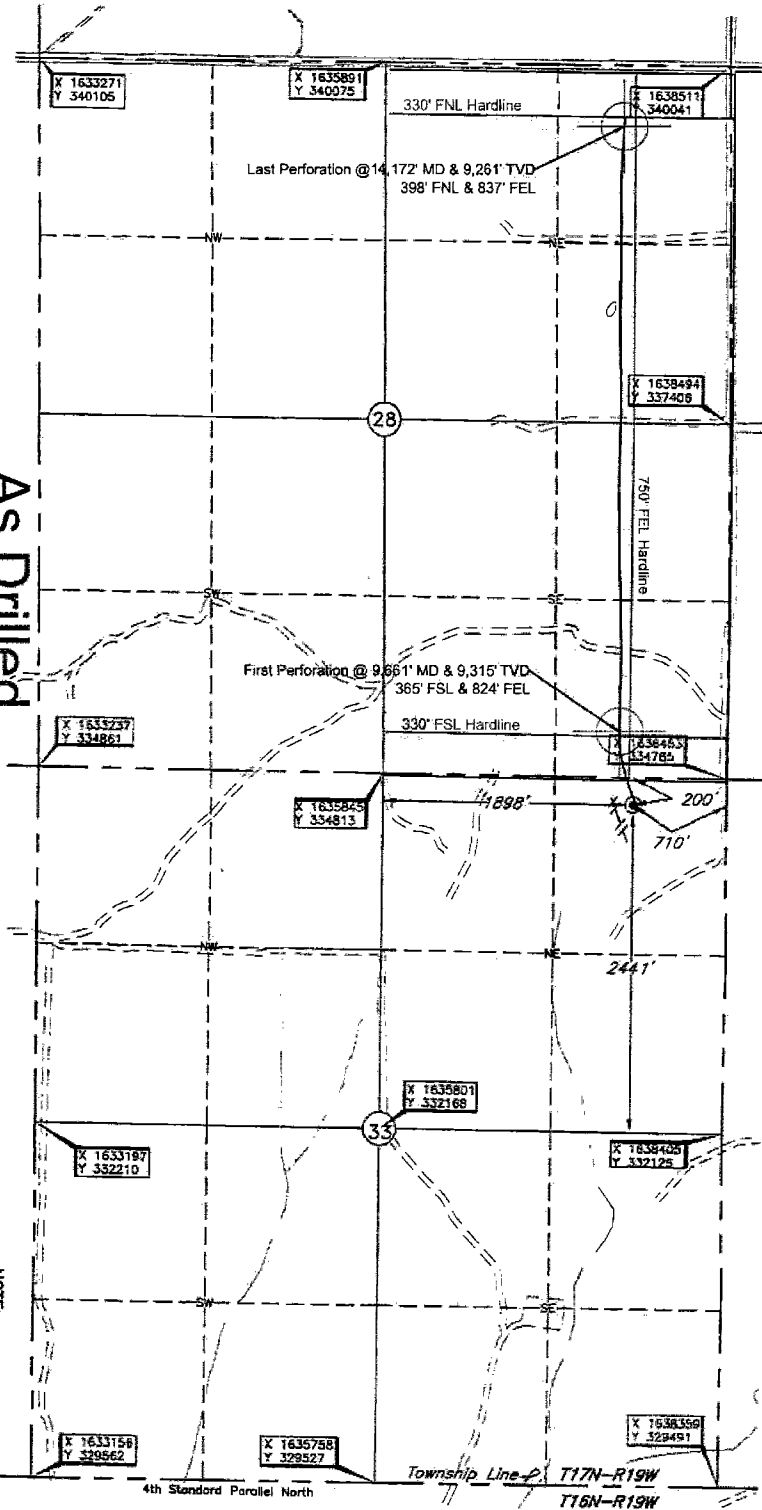 X 1633271
Y 340105
X 1635891
Y 340075
X 1638511
Y 340041
330' FNL Hardline
Last Perforation @ 14,172' MD & 9,261' TVD
398' FNL & 837' FEL
NW
NE
X 1638494
Y 337406
28
750' FEL Hardline
As Drilled
SW
SE
First Perforation @ 9,661' MD & 9,315' TVD
365' FSL & 824' FEL
330' FSL Hardline
X 1633237
Y 334861
X 1638453
334765
X 1635845
Y 334813
1898'
200'
710'
NW
NE
2441'
X 1635801
Y 332168
33
X 1633197
Y 332210
X 1638405
Y 332125
SW
SE
X 1633156
Y 329562
X 1635758
Y 329527
X 1638359
Y 329491
Township Line
T17N-R19W
4th Standard Parallel North
T16N-R19W